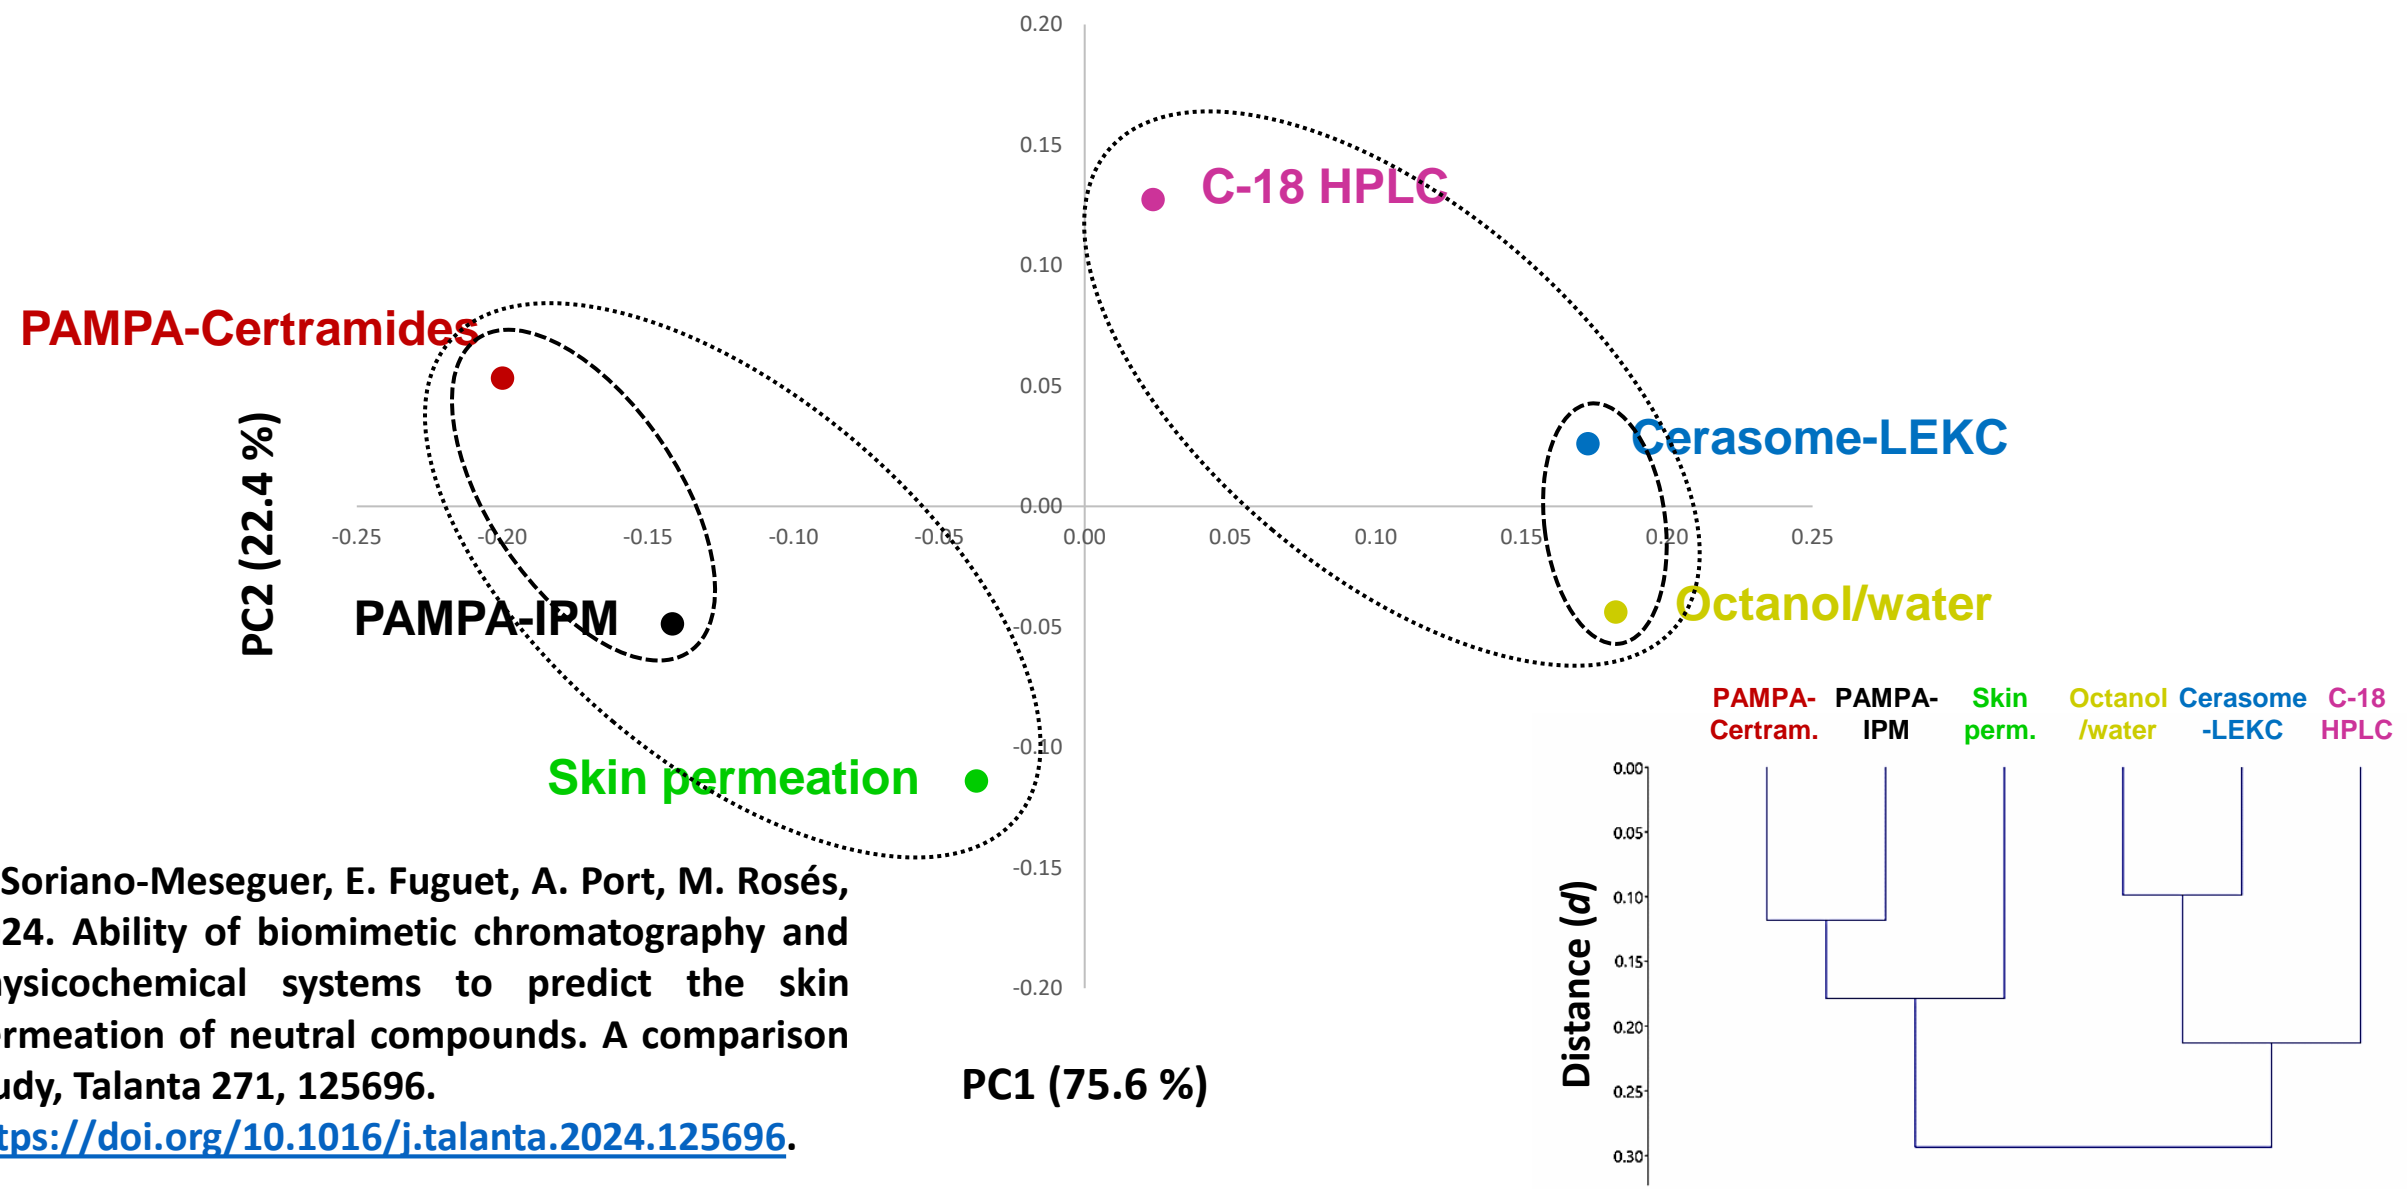 0.20
0.15
C-18 HPLC
0.10
PAMPA-Certramides
0.05
Cerasome-LEKC
PC2 (22.4 %)
0.00
-0.25 -0.20 -0.15 -0.10 -0.05 0.00 0.05 0.10 0.15 0.20 0.25
PAMPA-IPM
-0.05
Octanol/water
-0.10
Skin permeation
-0.15
-0.20
PC1 (75.6 %)
Soriano-Meseguer, E. Fuguet, A. Port, M. Rosés,
24. Ability of biomimetic chromatography and
ysicochemical systems to predict the skin
ermeation of neutral compounds. A comparison
udy, Talanta 271, 125696.
tps://doi.org/10.1016/j.talanta.2024.125696.
PAMPA- PAMPA- Skin Octanol Cerasome C-18
Certram. IPM perm. /water -LEKC HPLC
Distance (d)
0.00
0.05
0.10
0.15
0.20
0.25
0.30